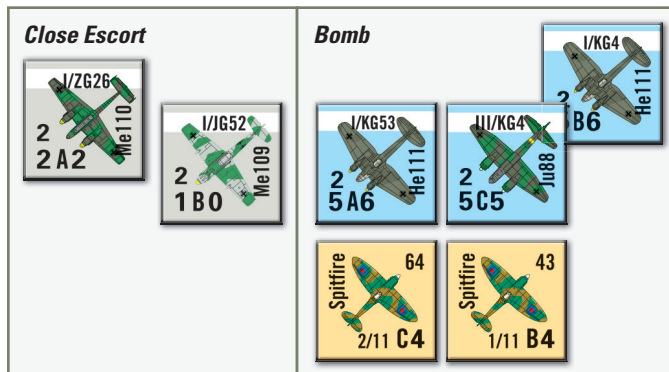 Close Escort
I/ZG26
2
2 A 2
Me110
I/JG52
2
1 B 0
Me109
Bomb
I/KG4
2
B 6
He111
I/KG53
2
5 A 6
He111
III/KG4
2
5 C 5
Ju88
Spitfire
64
2/11 C4
Spitfire
43
1/11 B4